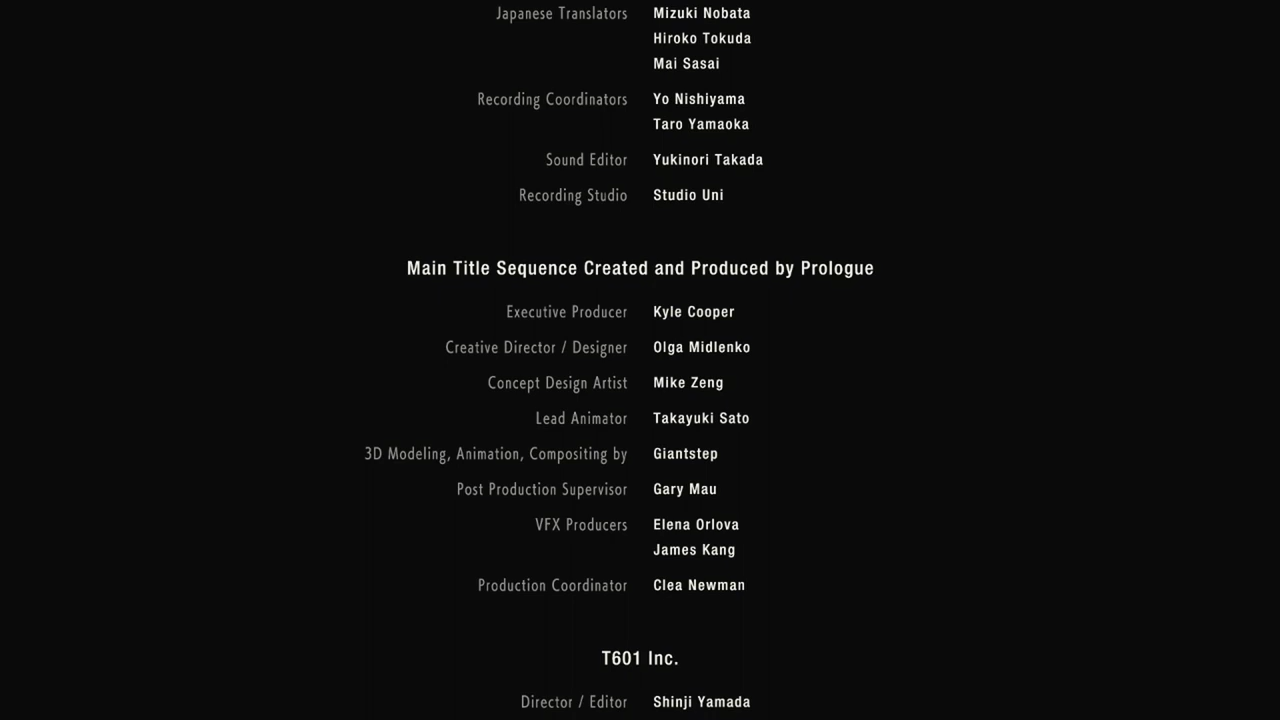 Japanese Translators Mizuki Nobata
Hiroko Tokuda
Mai Sasai
Recording Coordinators Yo Nishiyama
Taro Yamaoka
Sound Editor Yukinori Takada
Recording Studio Studio Uni
Main Title Sequence Created and Produced by Prologue
Executive Producer Kyle Cooper
Creative Director / Designer Olga Midlenko
Concept Design Artist Mike Zeng
Lead Animator Takayuki Sato
3D Modeling, Animation, Compositing by Giantstep
Post Production Supervisor Gary Mau
VFX Producers Elena Orlova
James Kang
Production Coordinator Clea Newman
T601 Inc.
Director / Editor Shinji Yamada